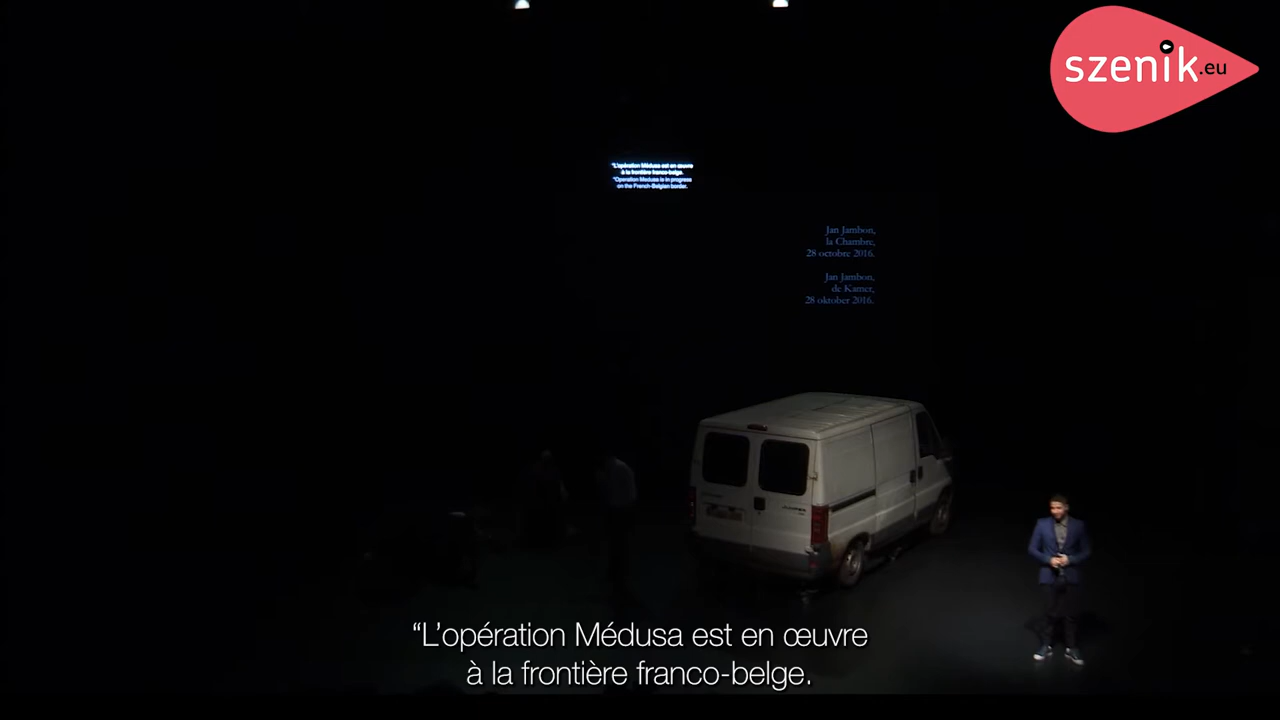 szenik.eu
"L'opération Médusa est en œuvre
à la frontière franco-belge.
"Operation Medusa is in progress
on the French-Belgian border.
Jan Jambon,
la Chambre,
28 octobre 2016.
Jan Jambon,
de Kamer,
28 oktober 2016.
“L’opération Médusa est en œuvre
à la frontière franco-belge.